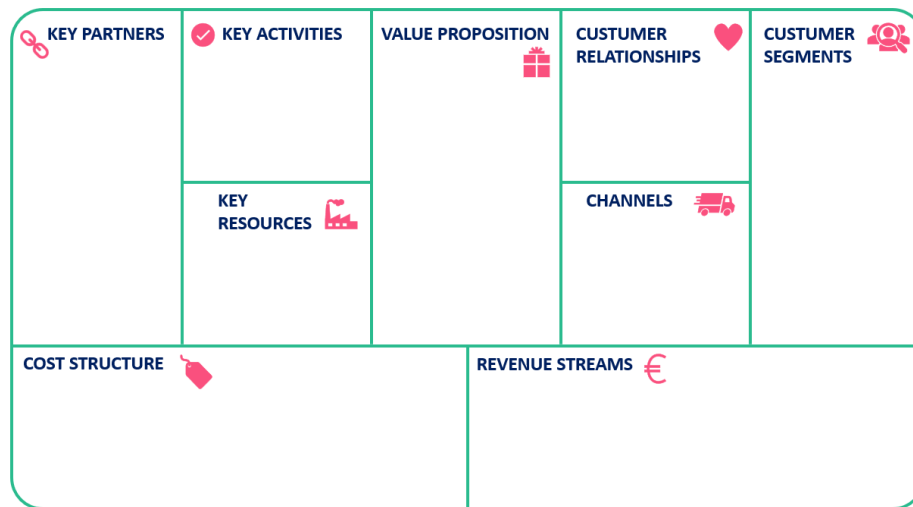 KEY PARTNERS
KEY ACTIVITIES
VALUE PROPOSITION
CUSTUMER
RELATIONSHIPS
CUSTUMER
SEGMENTS
KEY
RESOURCES
CHANNELS
COST STRUCTURE
REVENUE STREAMS
€